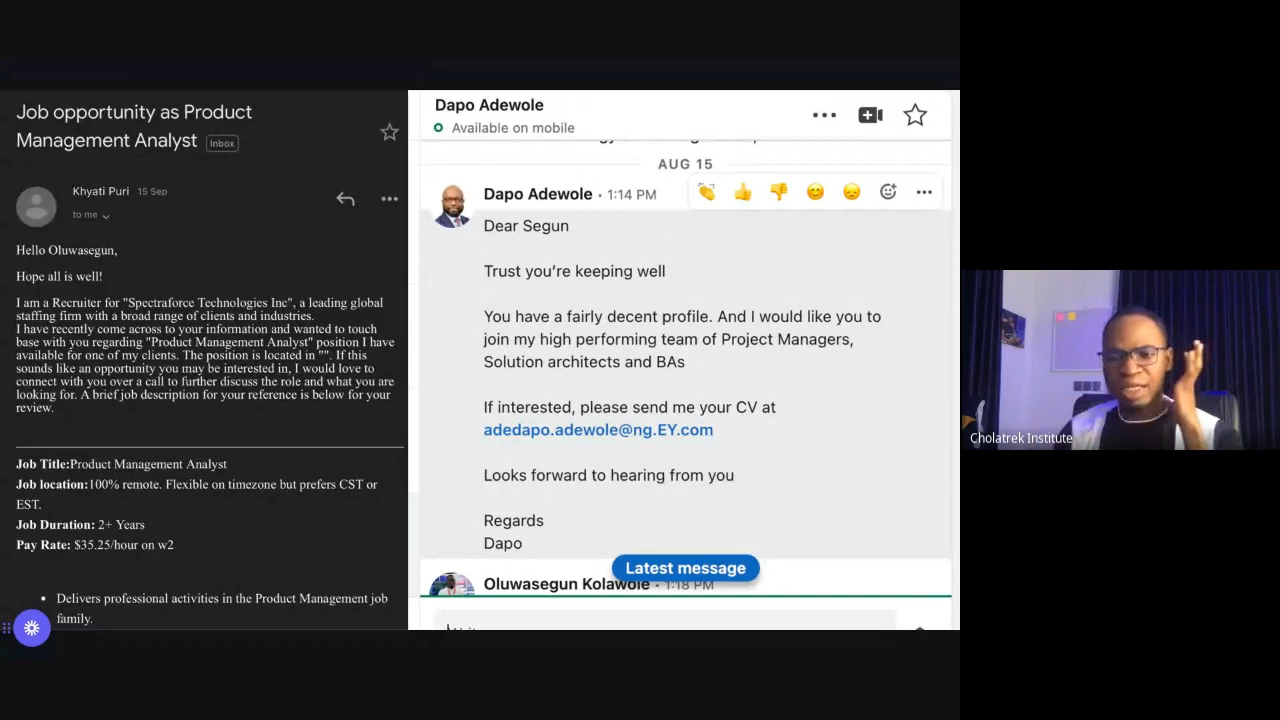 Job opportunity as Product
Management Analyst Inbox
Khyati Puri 15 Sep
to me
Hello Oluwasegun,
Hope all is well!
I am a Recruiter for "Spectraforce Technologies Inc", a leading global
staffing firm with a broad range of clients and industries.
I have recently come across to your information and wanted to touch
base with you regarding "Product Management Analyst" position I have
available for one of my clients. The position is located in "". If this
sounds like an opportunity you may be interested in, I would love to
connect with you over a call to further discuss the role and what you are
looking for. A brief job description for your reference is below for your
review.
Job Title:Product Management Analyst
Job location:100% remote. Flexible on timezone but prefers CST or
EST.
Job Duration: 2+ Years
Pay Rate: $35.25/hour on w2
• Delivers professional activities in the Product Management job
family.
Dapo Adewole
Available on mobile
AUG 15
Dapo Adewole • 1:14 PM
Dear Segun
Trust you're keeping well
You have a fairly decent profile. And I would like you to
join my high performing team of Project Managers,
Solution architects and BAs
If interested, please send me your CV at
adedapo.adewole@ng.EY.com
Looks forward to hearing from you
Regards
Dapo
Latest message
Oluwasegun Kolawole • 1:18 PM
Cholatrek Institute